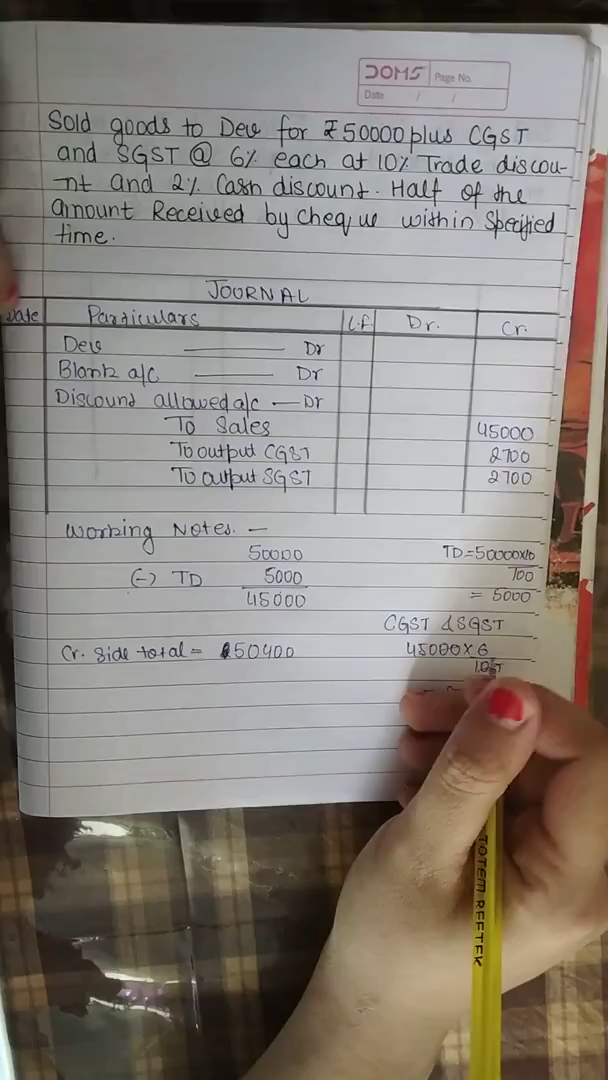 DOMS Page No.
Date / /
Sold goods to Dev for ₹50000 plus CGST
and SGST @ 6% each at 10% Trade discou-
nt and 2% Cash discount. Half of the
amount Received by cheque within Specified
time.
JOURNAL
Date Particulars L.f Dr. Cr.
Dev —— Dr
Blank a/c —— Dr
Discount allowed a/c — Dr
To Sales 45000
To output CGST 2700
To output SGST 2700
Working Notes. —
50000 TD=50000x10
(-) TD 5000 100
45000 = 5000
CGST & SGST
Cr. Side total = 50400 45000 x 6
TOTEM REFTEK